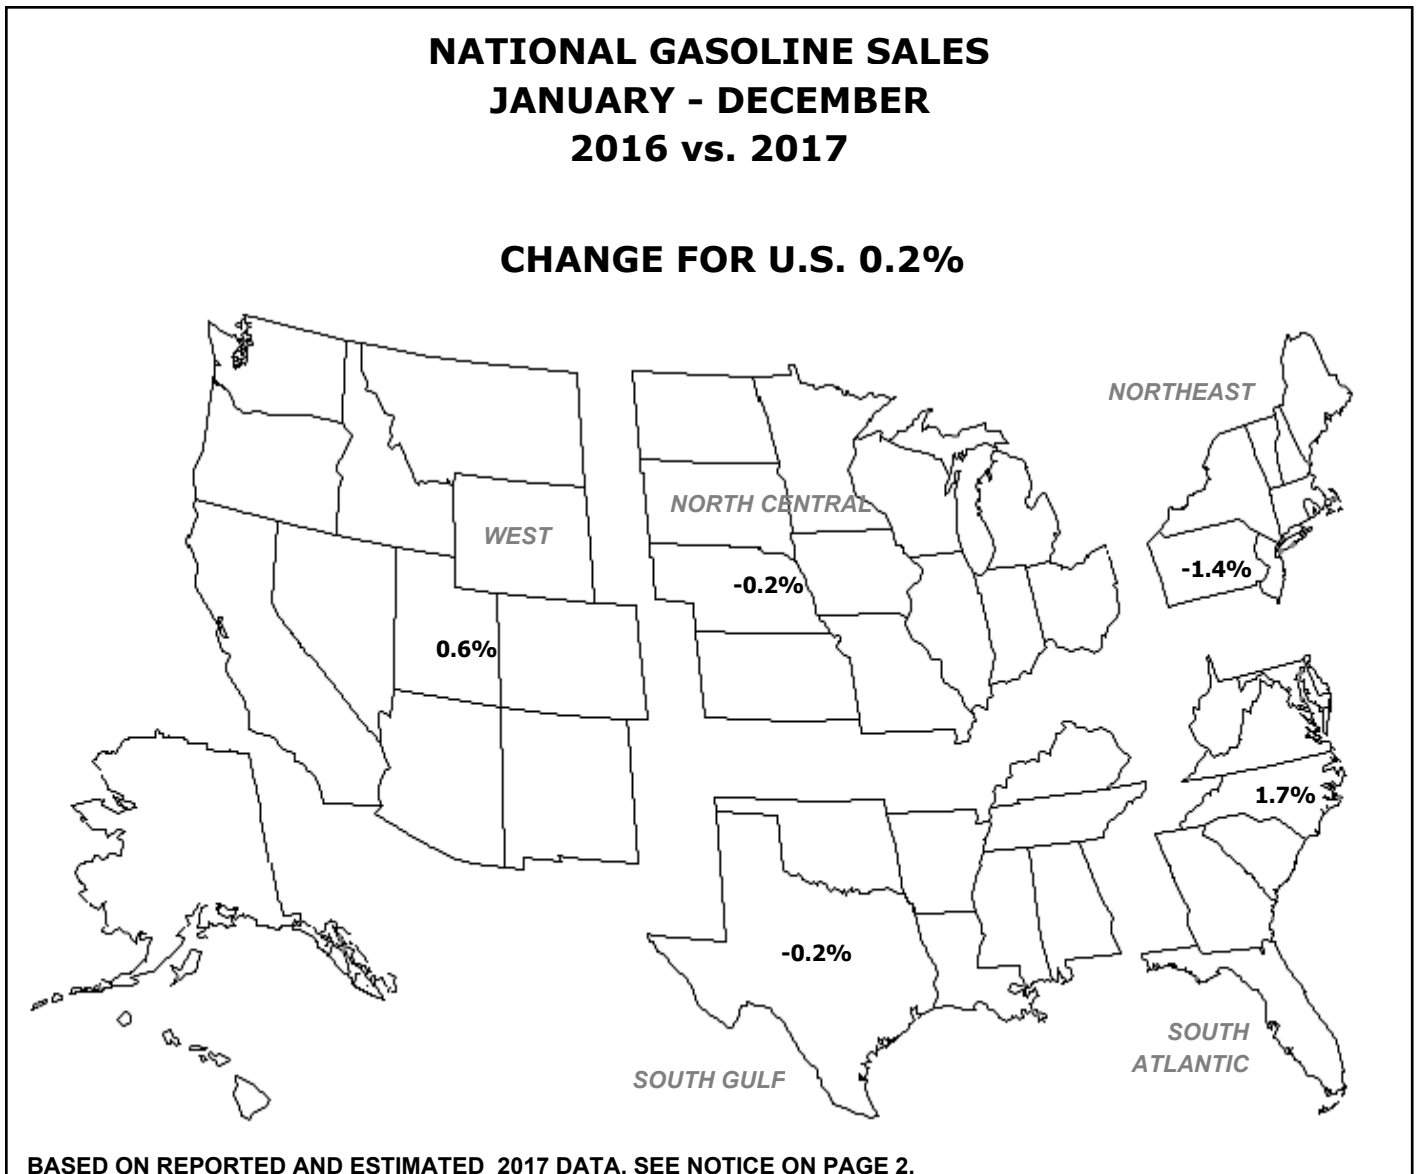 NATIONAL GASOLINE SALES
JANUARY - DECEMBER
2016 vs. 2017
CHANGE FOR U.S. 0.2%
NORTHEAST
NORTH CENTRAL
WEST
-1.4%
-0.2%
0.6%
1.7%
-0.2%
SOUTH
ATLANTIC
SOUTH GULF
BASED ON REPORTED AND ESTIMATED 2017 DATA. SEE NOTICE ON PAGE 2.